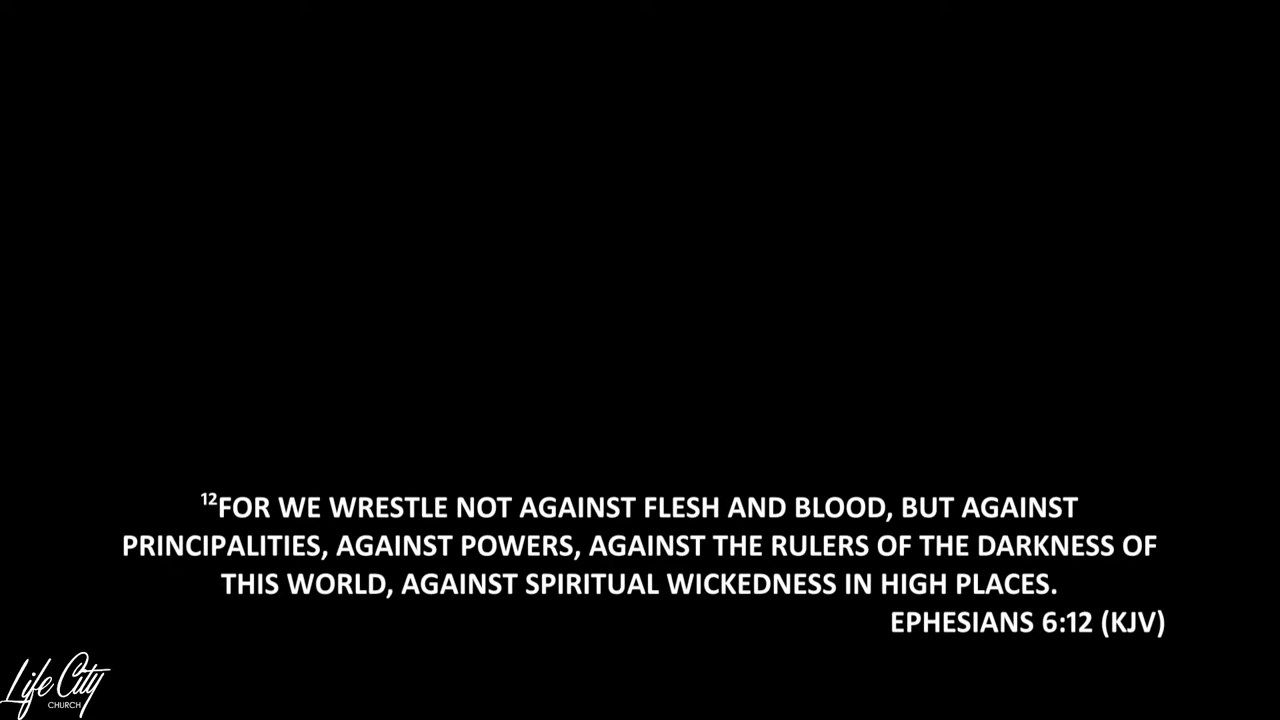 ¹²FOR WE WRESTLE NOT AGAINST FLESH AND BLOOD, BUT AGAINST
PRINCIPALITIES, AGAINST POWERS, AGAINST THE RULERS OF THE DARKNESS OF
THIS WORLD, AGAINST SPIRITUAL WICKEDNESS IN HIGH PLACES.
EPHESIANS 6:12 (KJV)
Life City
CHURCH